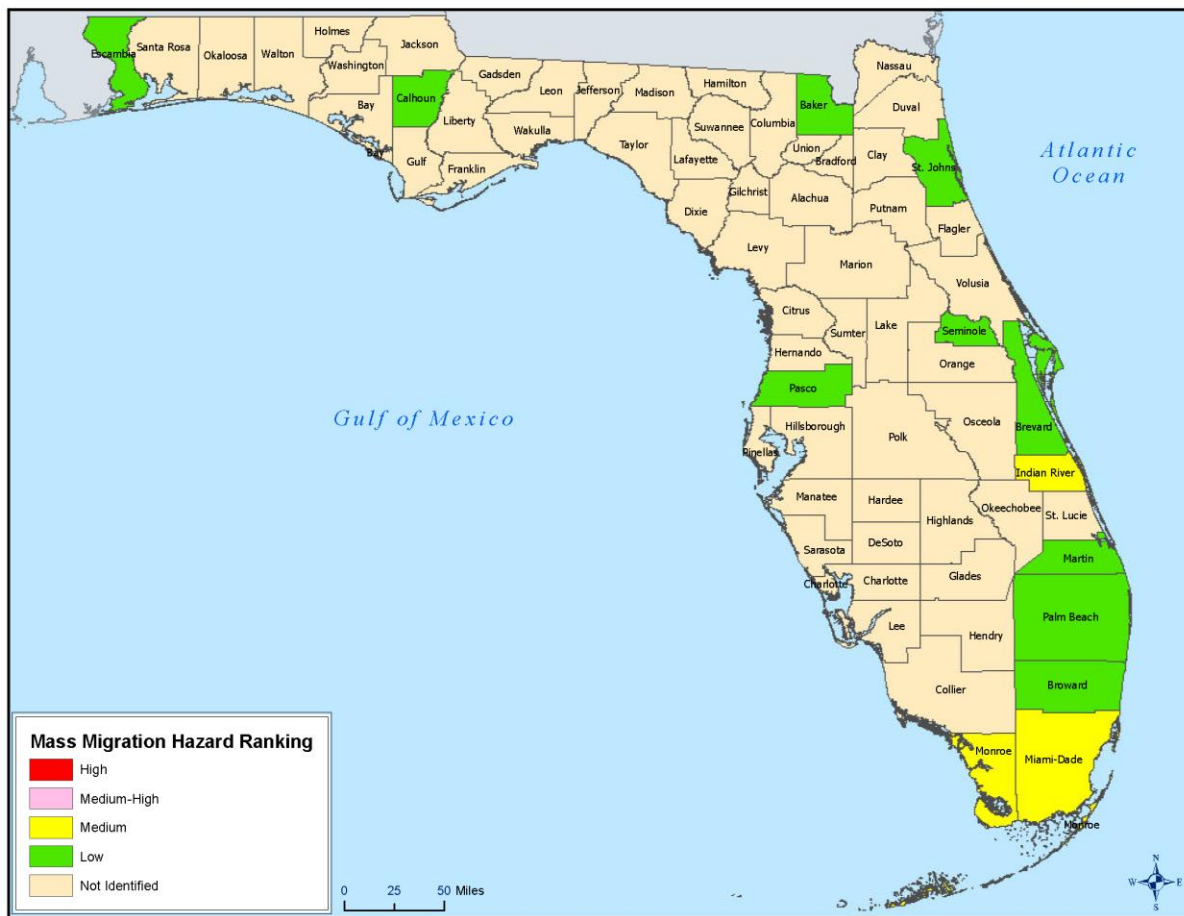 Holmes
Jackson
Escambia
Santa Rosa
Okaloosa
Walton
Washington
Gadsden
Leon
Jefferson
Madison
Hamilton
Nassau
Calhoun
Bay
Liberty
Wakulla
Taylor
Suwannee
Columbia
Baker
Duval
Bay
Gulf
Franklin
Lafayette
Union
Bradford
Clay
St. Johns
Atlantic
Ocean
Gilchrist
Alachua
Putnam
Dixie
Flagler
Levy
Marion
Volusia
Citrus
Sumter
Lake
Seminole
Hernando
Orange
Pasco
Gulf of Mexico
Hillsborough
Polk
Osceola
Brevard
Pinellas
Indian River
Manatee
Hardee
Highlands
Okeechobee
St. Lucie
Sarasota
DeSoto
Martin
Charlotte
Charlotte
Glades
Palm Beach
Lee
Hendry
Collier
Broward
Monroe
Miami-Dade
Monroe
Mass Migration Hazard Ranking
High
Medium-High
Medium
Low
Not Identified
0 25 50 Miles
N
W E
S